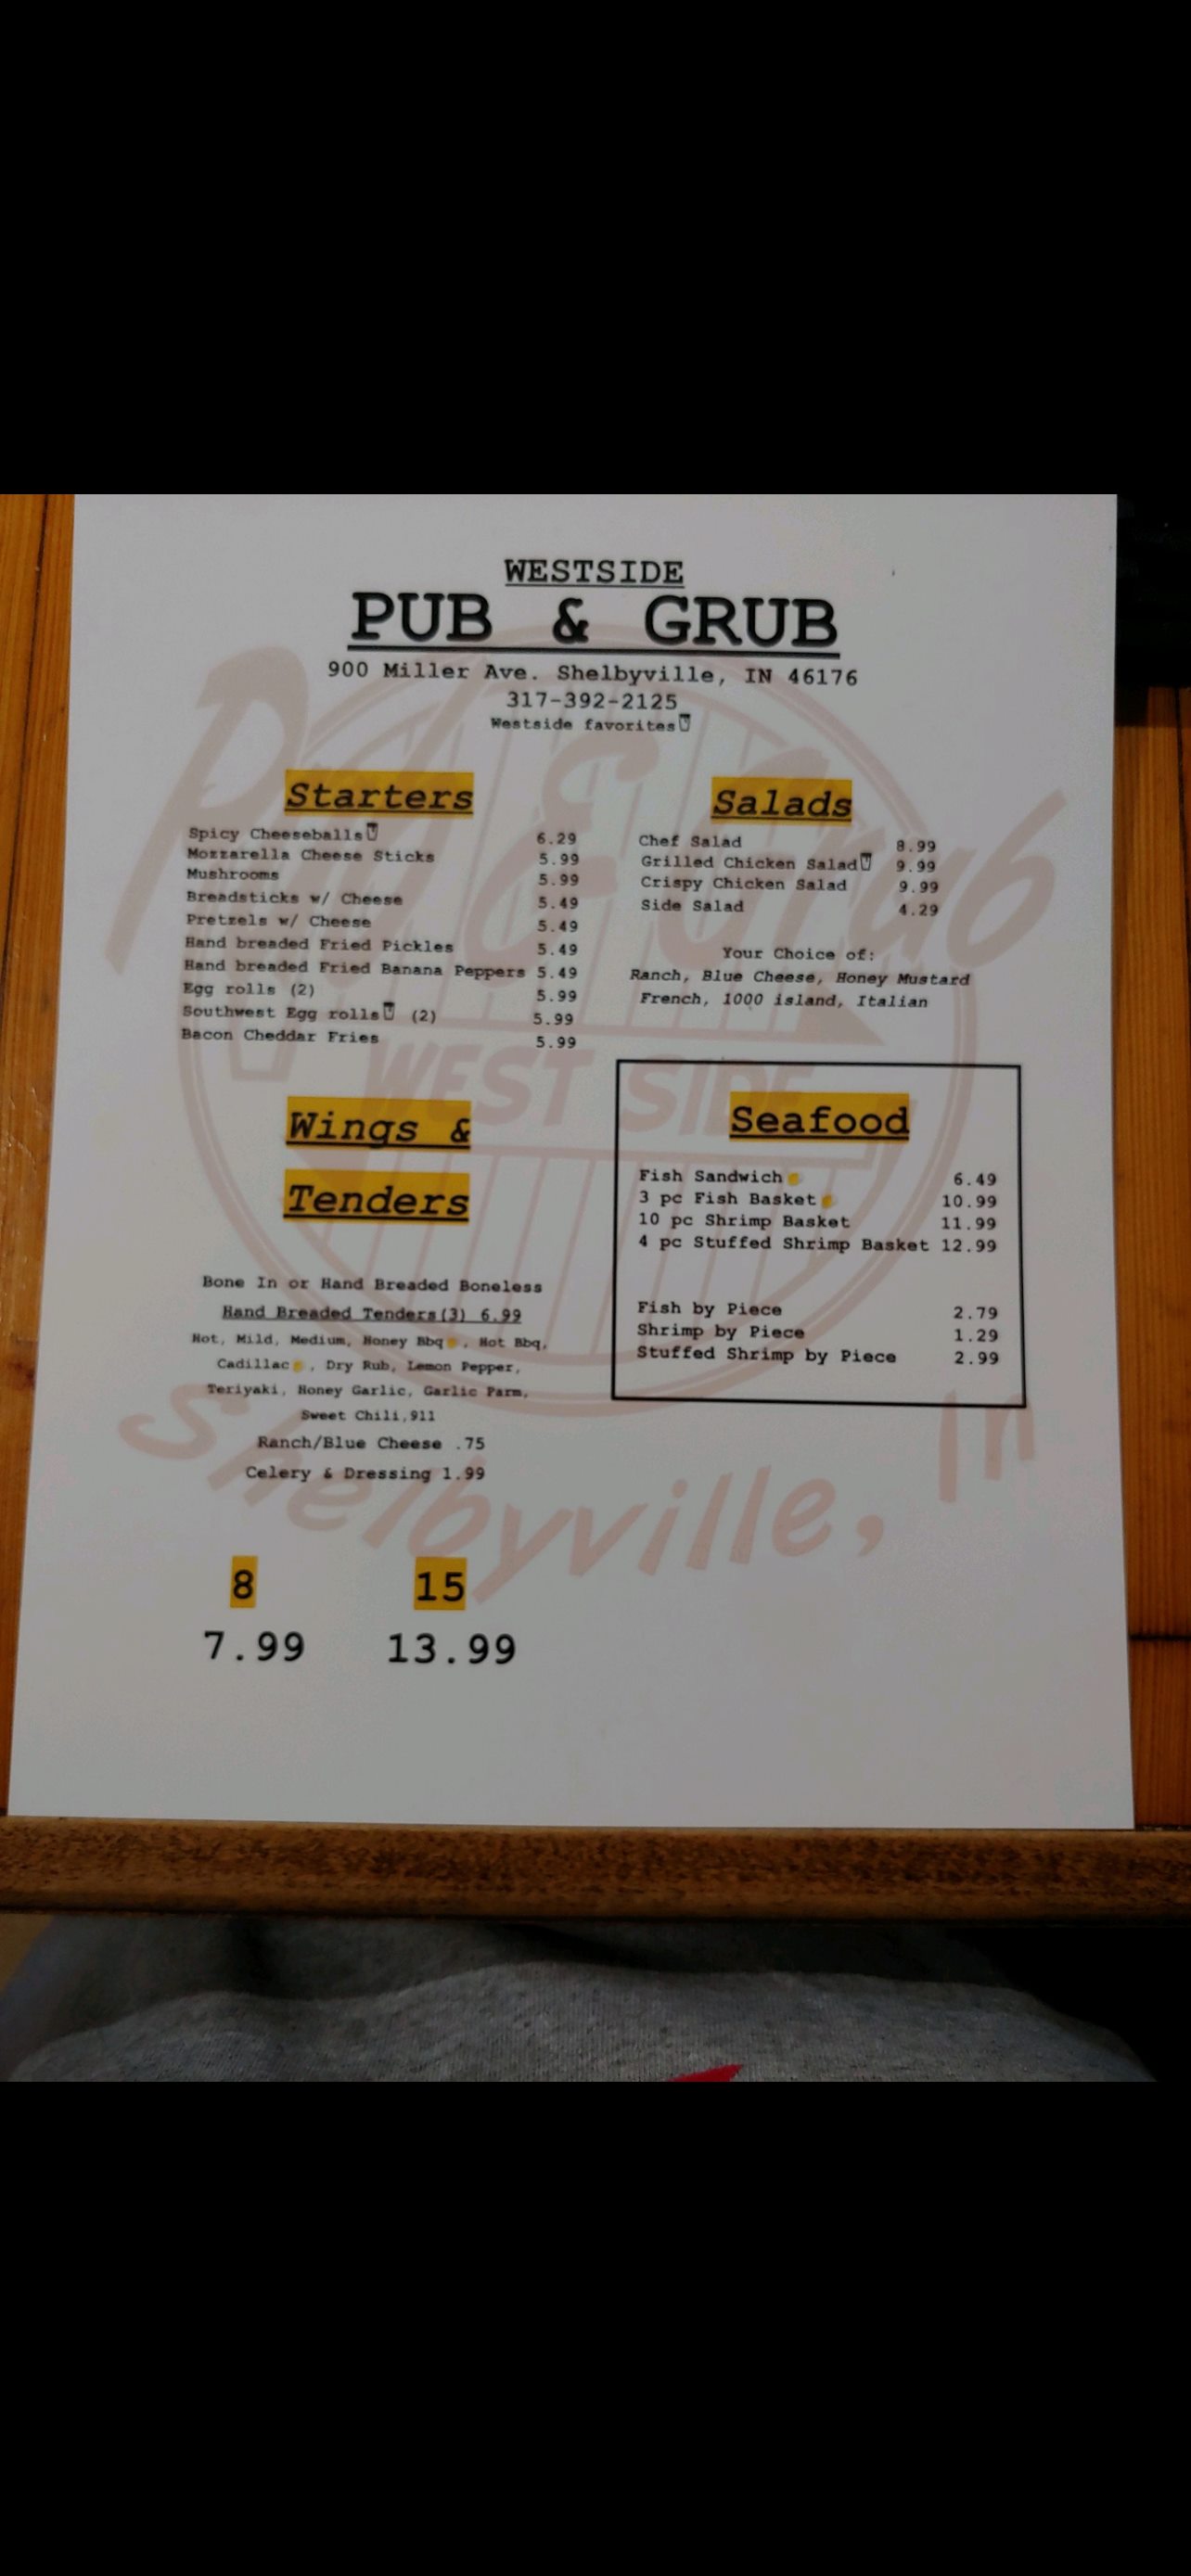 WESTSIDE
PUB & GRUB
900 Miller Ave. Shelbyville, IN 46176
317-392-2125
Westside favorites
Starters
Spicy Cheeseballs 6.29
Mozzarella Cheese Sticks 5.99
Mushrooms 5.99
Breadsticks w/ Cheese 5.49
Pretzels w/ Cheese 5.49
Hand breaded Fried Pickles 5.49
Hand breaded Fried Banana Peppers 5.49
Egg rolls (2) 5.99
Southwest Egg rolls (2) 5.99
Bacon Cheddar Fries 5.99
Salads
Chef Salad 8.99
Grilled Chicken Salad 9.99
Crispy Chicken Salad 9.99
Side Salad 4.29
Your Choice of:
Ranch, Blue Cheese, Honey Mustard
French, 1000 island, Italian
Wings &
Tenders
Bone In or Hand Breaded Boneless
Hand Breaded Tenders(3) 6.99
Hot, Mild, Medium, Honey Bbq, Hot Bbq,
Cadillac, Dry Rub, Lemon Pepper,
Teriyaki, Honey Garlic, Garlic Parm,
Sweet Chili,911
Ranch/Blue Cheese .75
Celery & Dressing 1.99
8 15
7.99 13.99
Seafood
Fish Sandwich 6.49
3 pc Fish Basket 10.99
10 pc Shrimp Basket 11.99
4 pc Stuffed Shrimp Basket 12.99
Fish by Piece 2.79
Shrimp by Piece 1.29
Stuffed Shrimp by Piece 2.99
Pub & Grub
WEST SIDE
Shelbyville, In